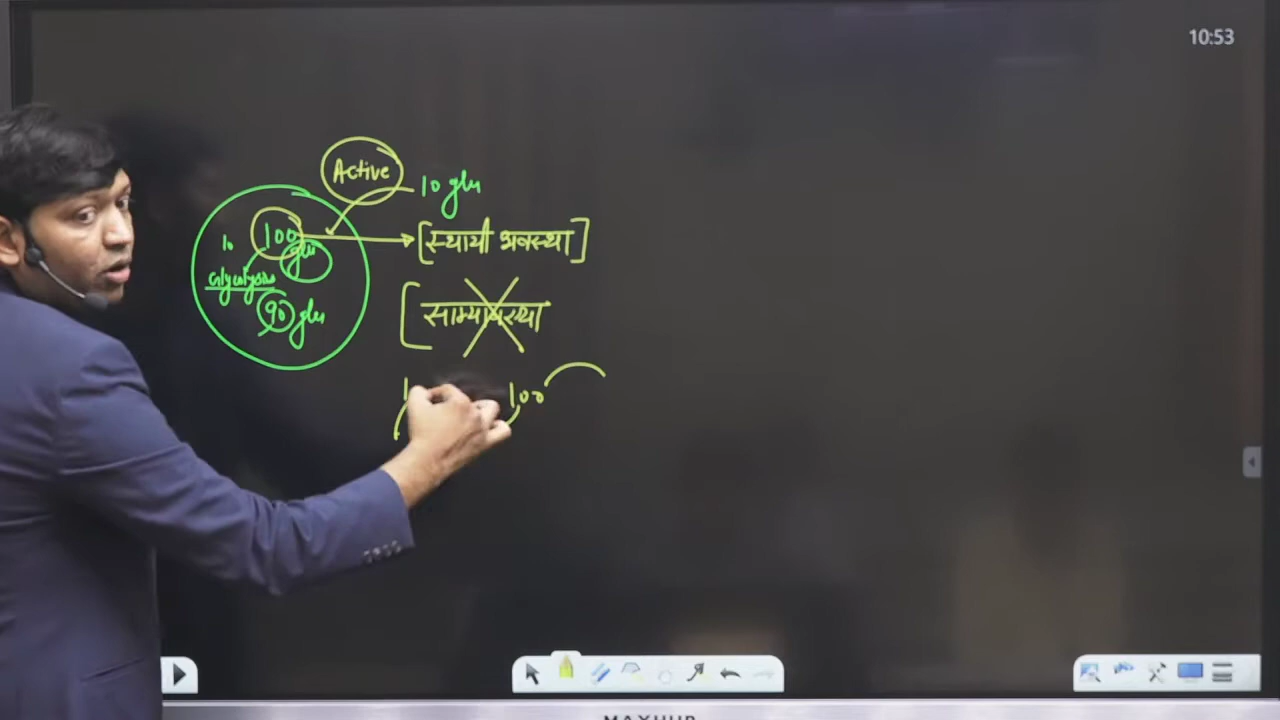 10:53
Active
10 glu
10 100 glu
[स्थायी अवस्था]
glycolysis
90 glu
[साम्यावस्था
100